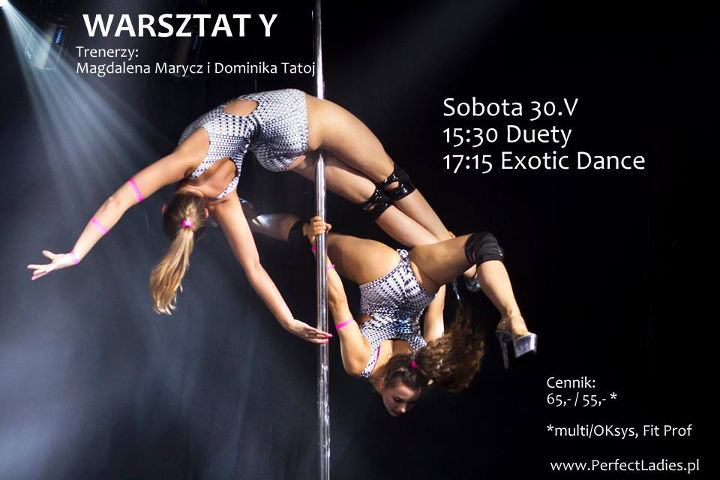 WARSZTATY
Trenerzy:
Magdalena Marycz i Dominika Tatoj
Sobota 30.V
15:30 Duety
17:15 Exotic Dance
Cennik:
65,- / 55,- *
*multi/OKsys, Fit Prof
www.PerfectLadies.pl